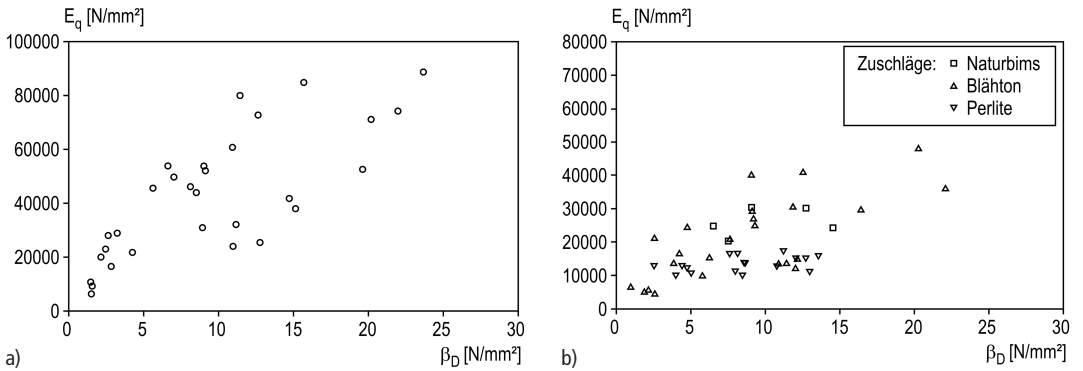 E_q [N/mm²]
100000
80000
60000
40000
20000
0
0 5 10 15 20 25 30
β_D [N/mm²]
a)
E_q [N/mm²]
80000
70000
60000
50000
40000
30000
20000
10000
0
Zuschläge: Naturbims
Blähton
Perlite
0 5 10 15 20 25 30
β_D [N/mm²]
b)